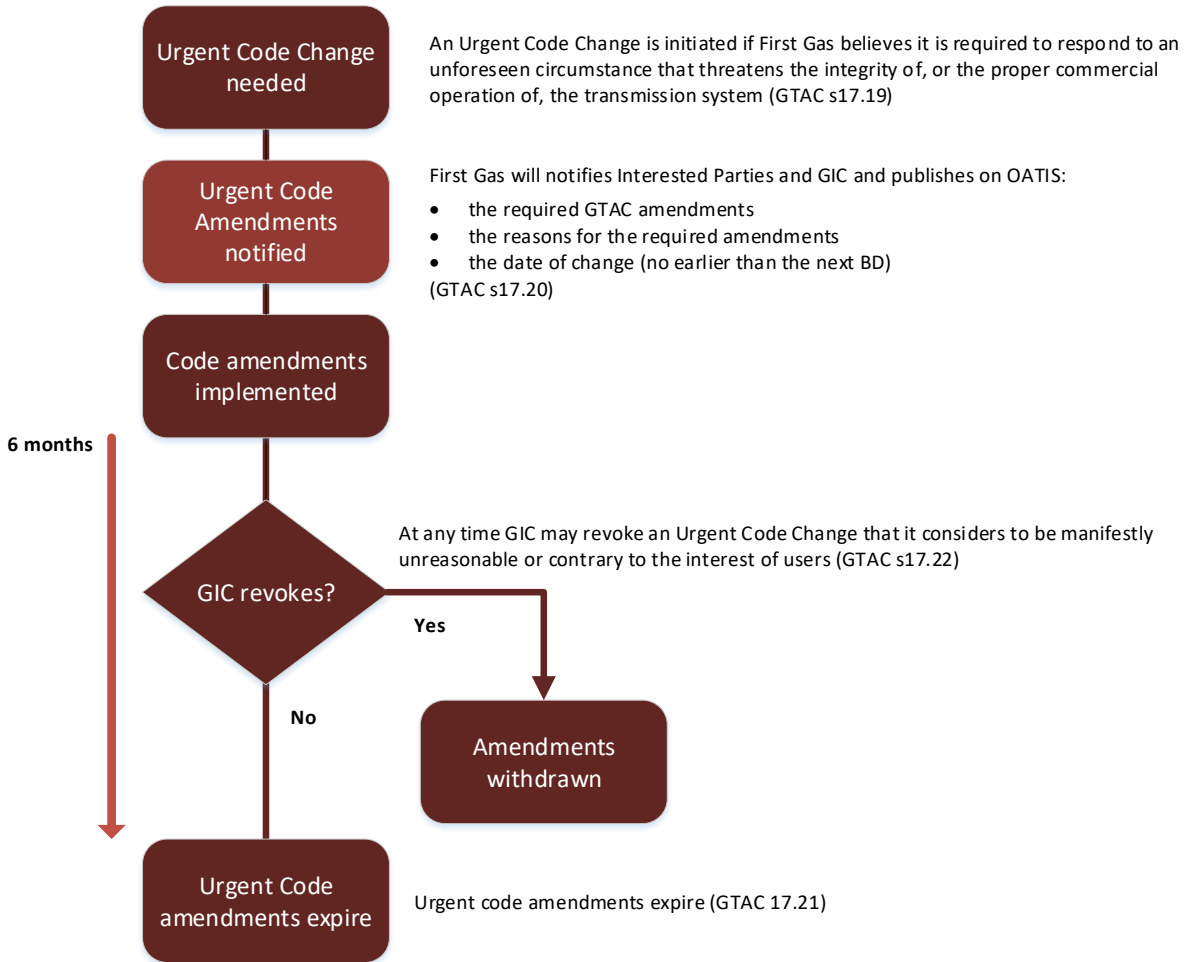 Urgent Code Change
needed
An Urgent Code Change is initiated if First Gas believes it is required to respond to an
unforeseen circumstance that threatens the integrity of, or the proper commercial
operation of, the transmission system (GTAC s17.19)
Urgent Code
Amendments
notified
First Gas will notifies Interested Parties and GIC and publishes on OATIS:
• the required GTAC amendments
• the reasons for the required amendments
• the date of change (no earlier than the next BD)
(GTAC s17.20)
Code amendments
implemented
6 months
At any time GIC may revoke an Urgent Code Change that it considers to be manifestly
unreasonable or contrary to the interest of users (GTAC s17.22)
GIC revokes?
Yes
No
Amendments
withdrawn
Urgent Code
amendments expire
Urgent code amendments expire (GTAC 17.21)